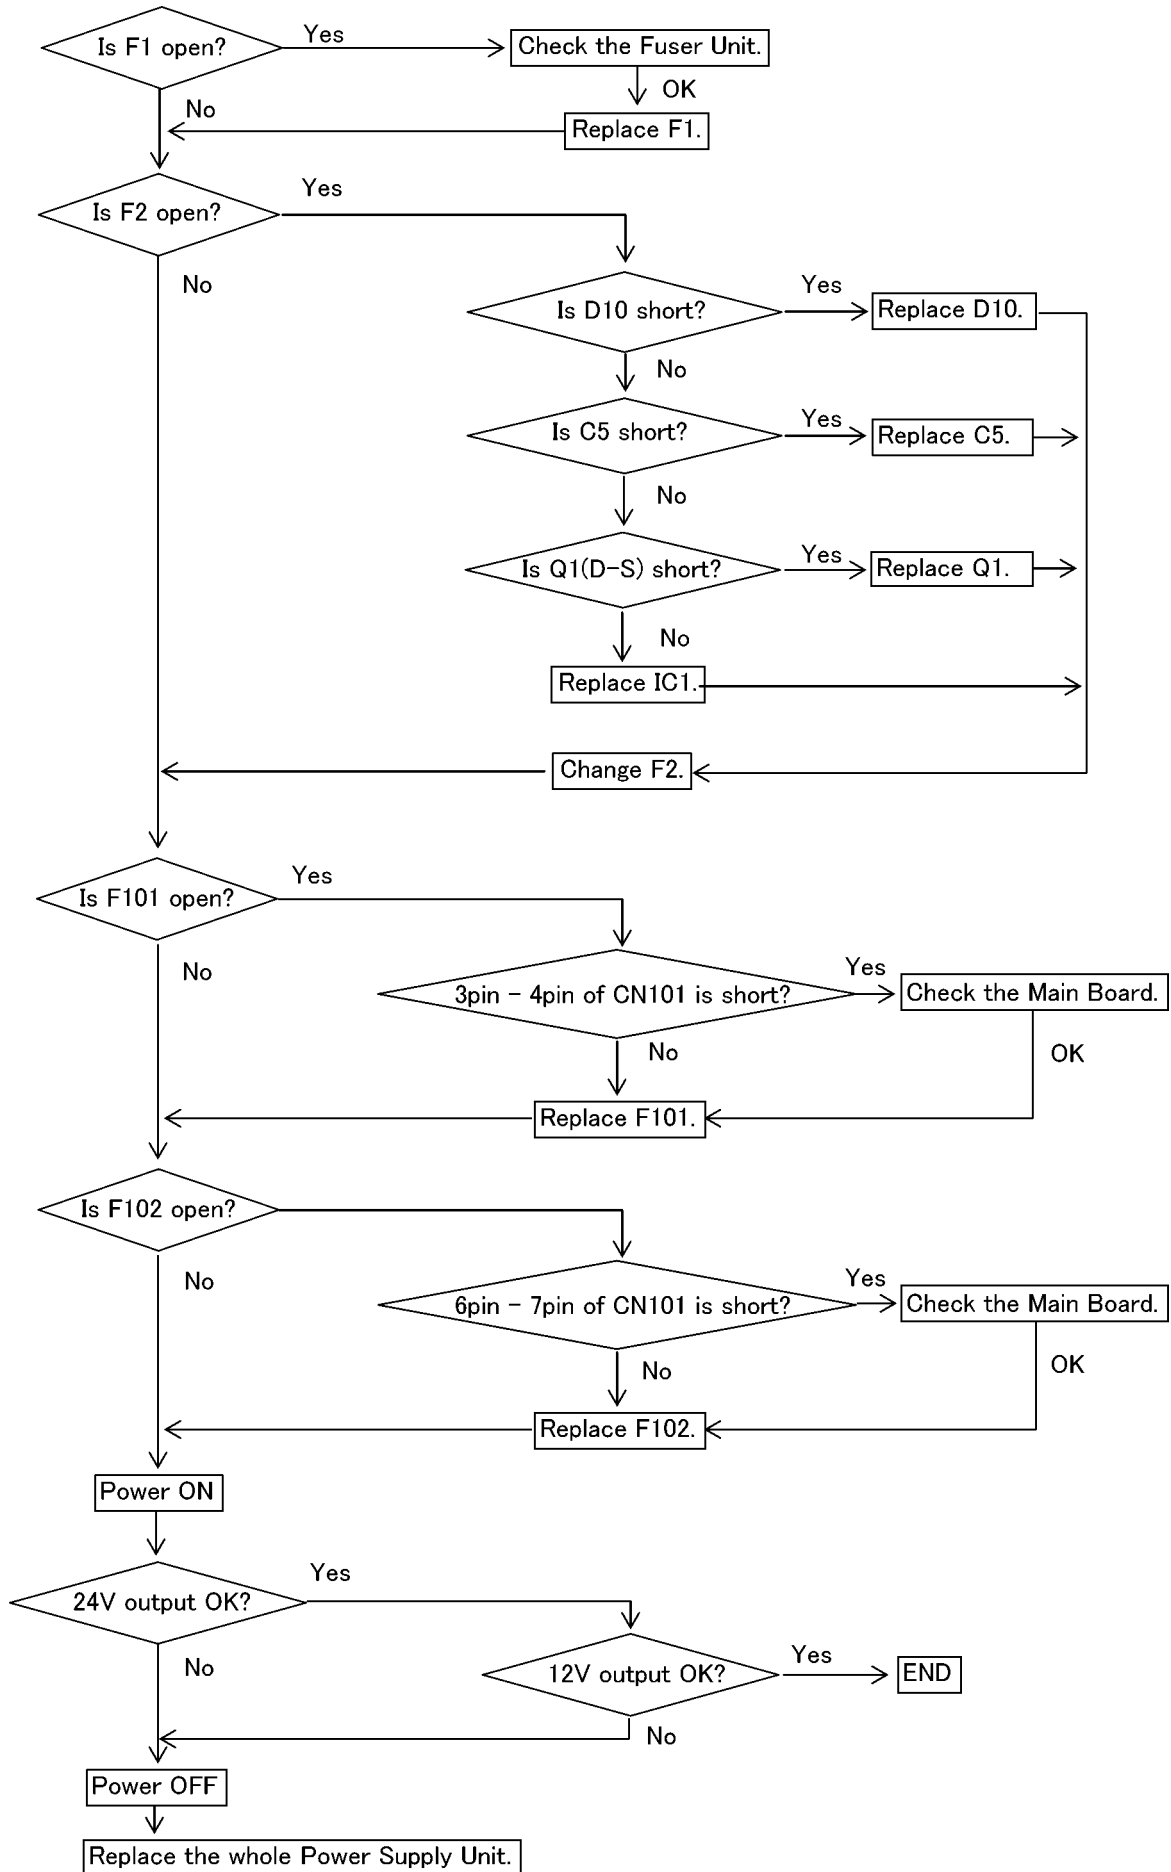 Is F1 open?
Yes
Check the Fuser Unit.
OK
No
Replace F1.
Is F2 open?
Yes
No
Is D10 short?
Yes
Replace D10.
No
Is C5 short?
Yes
Replace C5.
No
Is Q1(D-S) short?
Yes
Replace Q1.
No
Replace IC1.
Change F2.
Is F101 open?
Yes
No
3pin - 4pin of CN101 is short?
Yes
Check the Main Board.
No
OK
Replace F101.
Is F102 open?
No
6pin - 7pin of CN101 is short?
Yes
Check the Main Board.
No
OK
Replace F102.
Power ON
24V output OK?
Yes
No
12V output OK?
Yes
END
No
Power OFF
Replace the whole Power Supply Unit.